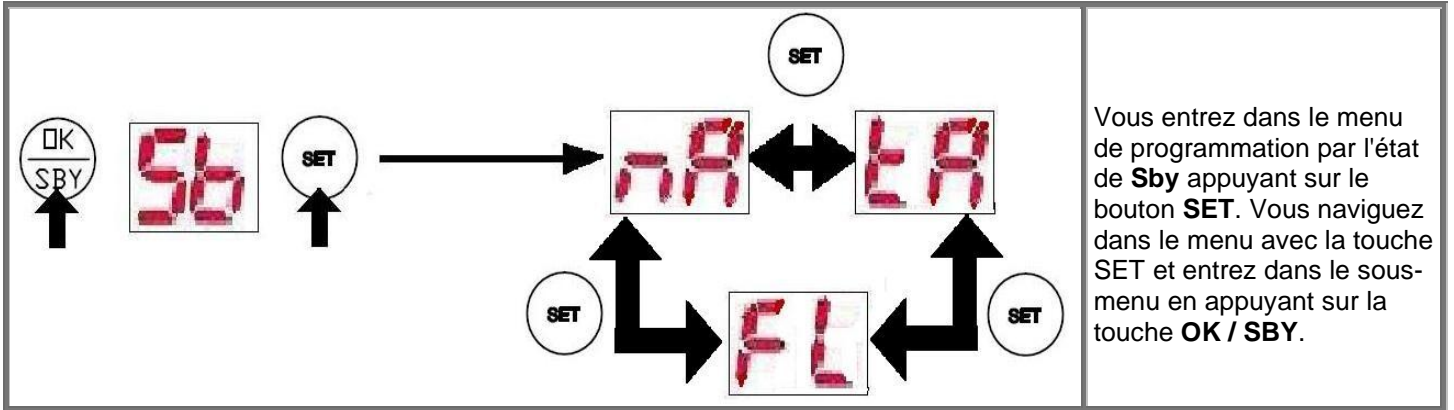 SET
OK
SBY
Sb
SET
nA
tA
SET
FL
SET
Vous entrez dans le menu
de programmation par l'état
de Sby appuyant sur le
bouton SET. Vous naviguez
dans le menu avec la touche
SET et entrez dans le sous-
menu en appuyant sur la
touche OK / SBY.